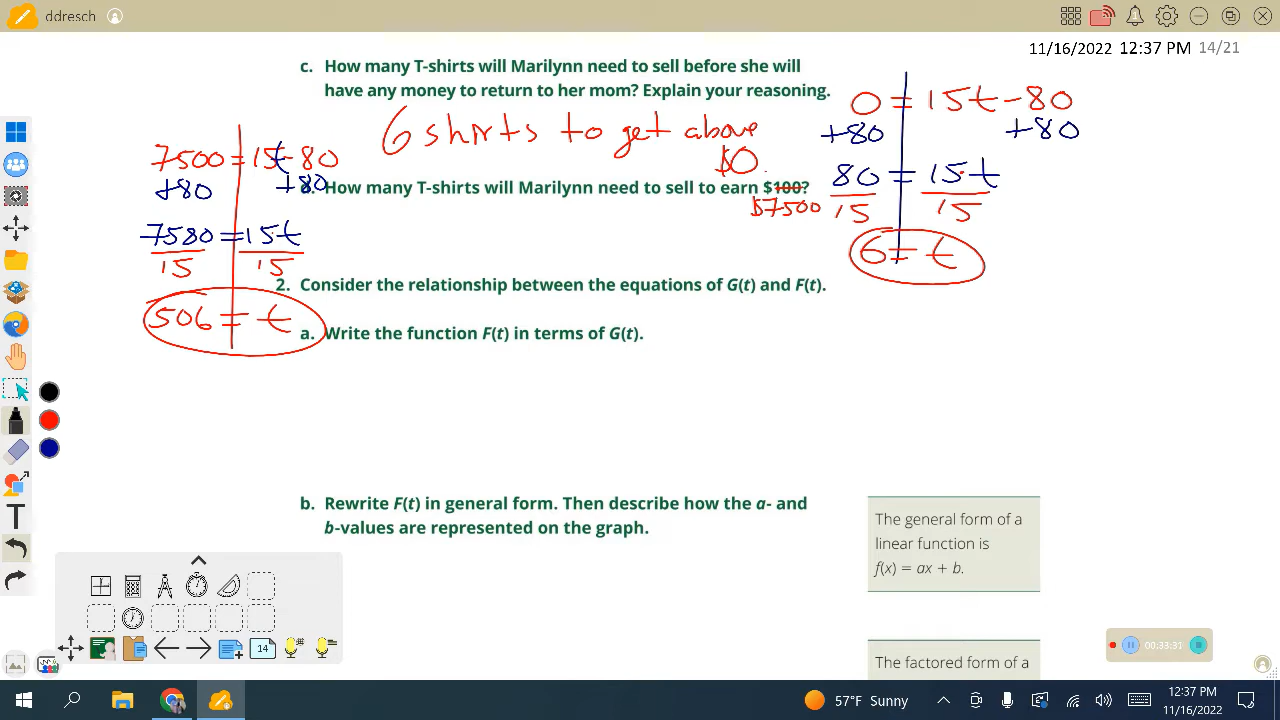 ddresch
11/16/2022 12:37 PM 14/21
c. How many T-shirts will Marilynn need to sell before she will
have any money to return to her mom? Explain your reasoning.
6 shirts to get above
$0.
0 = 15t - 80
+80 +80
80 = 15·t
15 15
6 = t
7500 = 15t - 80
+80 +80
7580 = 15·t
15 15
506 = t
How many T-shirts will Marilynn need to sell to earn $100?
$7500
2. Consider the relationship between the equations of G(t) and F(t).
a. Write the function F(t) in terms of G(t).
b. Rewrite F(t) in general form. Then describe how the a- and
b-values are represented on the graph.
The general form of a
linear function is
f(x) = ax + b.
The factored form of a
T
14
00:33:31
57°F Sunny
12:37 PM
11/16/2022